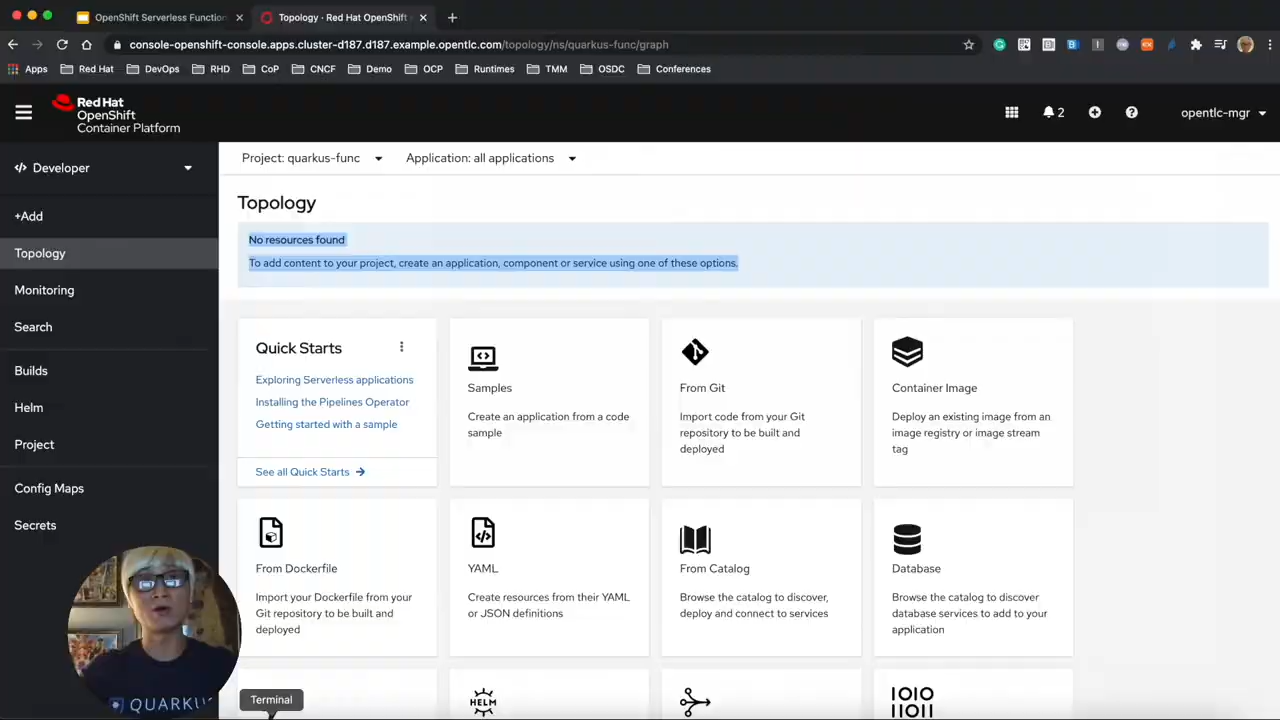 OpenShift Serverless Function
Topology · Red Hat OpenShift
console-openshift-console.apps.cluster-d187.d187.example.opentlc.com/topology/ns/quarkus-func/graph
Apps Red Hat DevOps RHD CoP CNCF Demo OCP Runtimes TMM OSDC Conferences
Red Hat
OpenShift
Container Platform
2
opentlc-mgr
Developer
Project: quarkus-func
Application: all applications
+Add
Topology
Monitoring
Search
Builds
Helm
Project
Config Maps
Secrets
Topology
No resources found
To add content to your project, create an application, component or service using one of these options.
Quick Starts
Exploring Serverless applications
Installing the Pipelines Operator
Getting started with a sample
See all Quick Starts
Samples
Create an application from a code
sample
From Git
Import code from your Git
repository to be built and
deployed
Container Image
Deploy an existing image from an
image registry or image stream
tag
From Dockerfile
Import your Dockerfile from your
Git repository to be built and
deployed
YAML
Create resources from their YAML
or JSON definitions
From Catalog
Browse the catalog to discover,
deploy and connect to services
Database
Browse the catalog to discover
database services to add to your
application
HELM
1010
01011
QUARKUS
Terminal